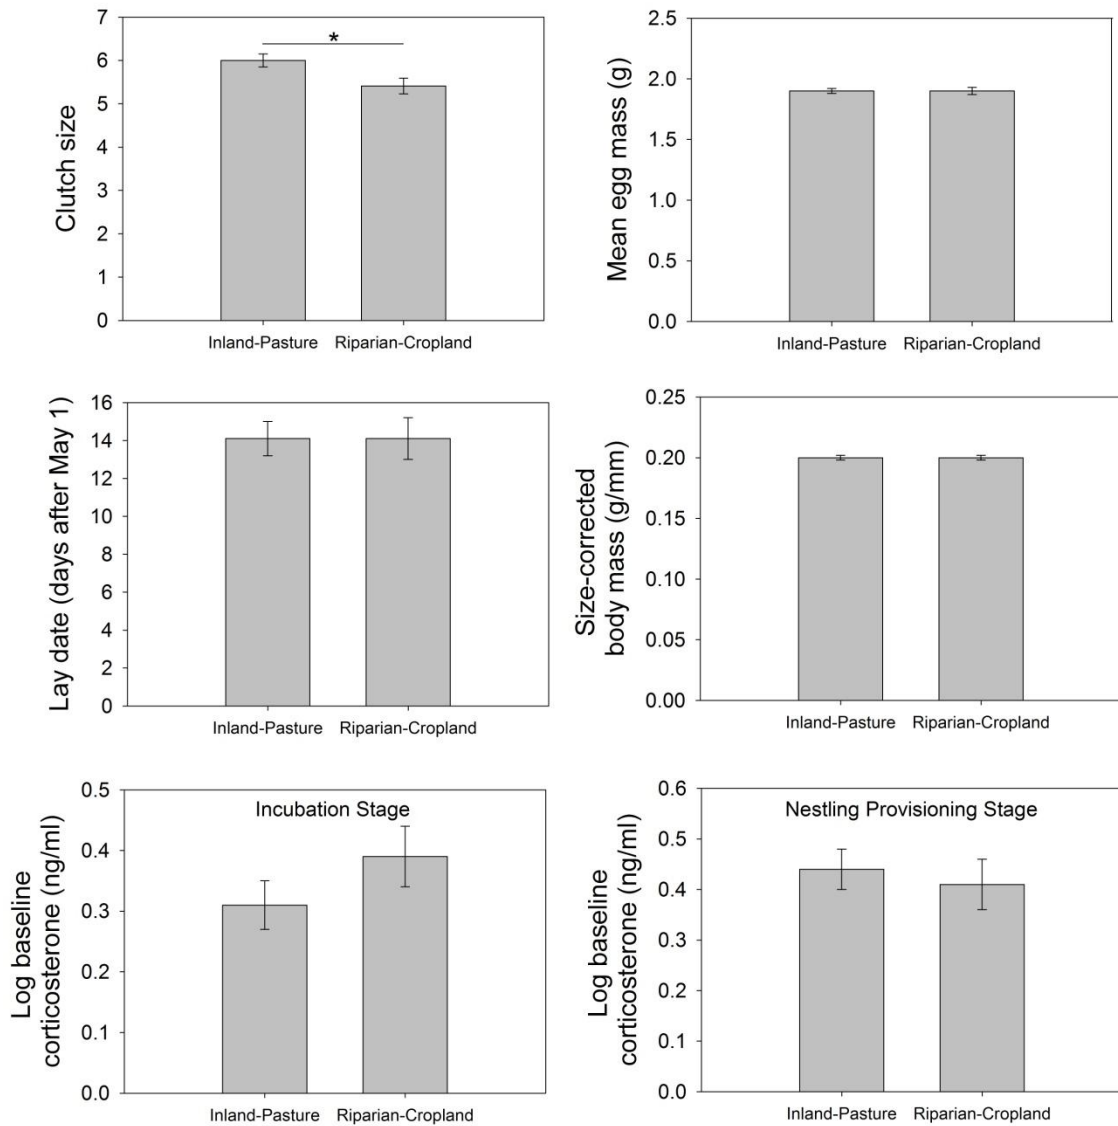 Clutch size
7
6
5
4
3
2
1
0
*
Inland-Pasture Riparian-Cropland
Mean egg mass (g)
2.5
2.0
1.5
1.0
0.5
0.0
Inland-Pasture Riparian-Cropland
Lay date (days after May 1)
16
14
12
10
8
6
4
2
0
Inland-Pasture Riparian-Cropland
Size-corrected
body mass (g/mm)
0.25
0.20
0.15
0.10
0.05
0.00
Inland-Pasture Riparian-Cropland
Log baseline
corticosterone (ng/ml)
0.5
0.4
0.3
0.2
0.1
0.0
Incubation Stage
Inland-Pasture Riparian-Cropland
Log baseline
corticosterone (ng/ml)
0.6
0.5
0.4
0.3
0.2
0.1
0.0
Nestling Provisioning Stage
Inland-Pasture Riparian-Cropland